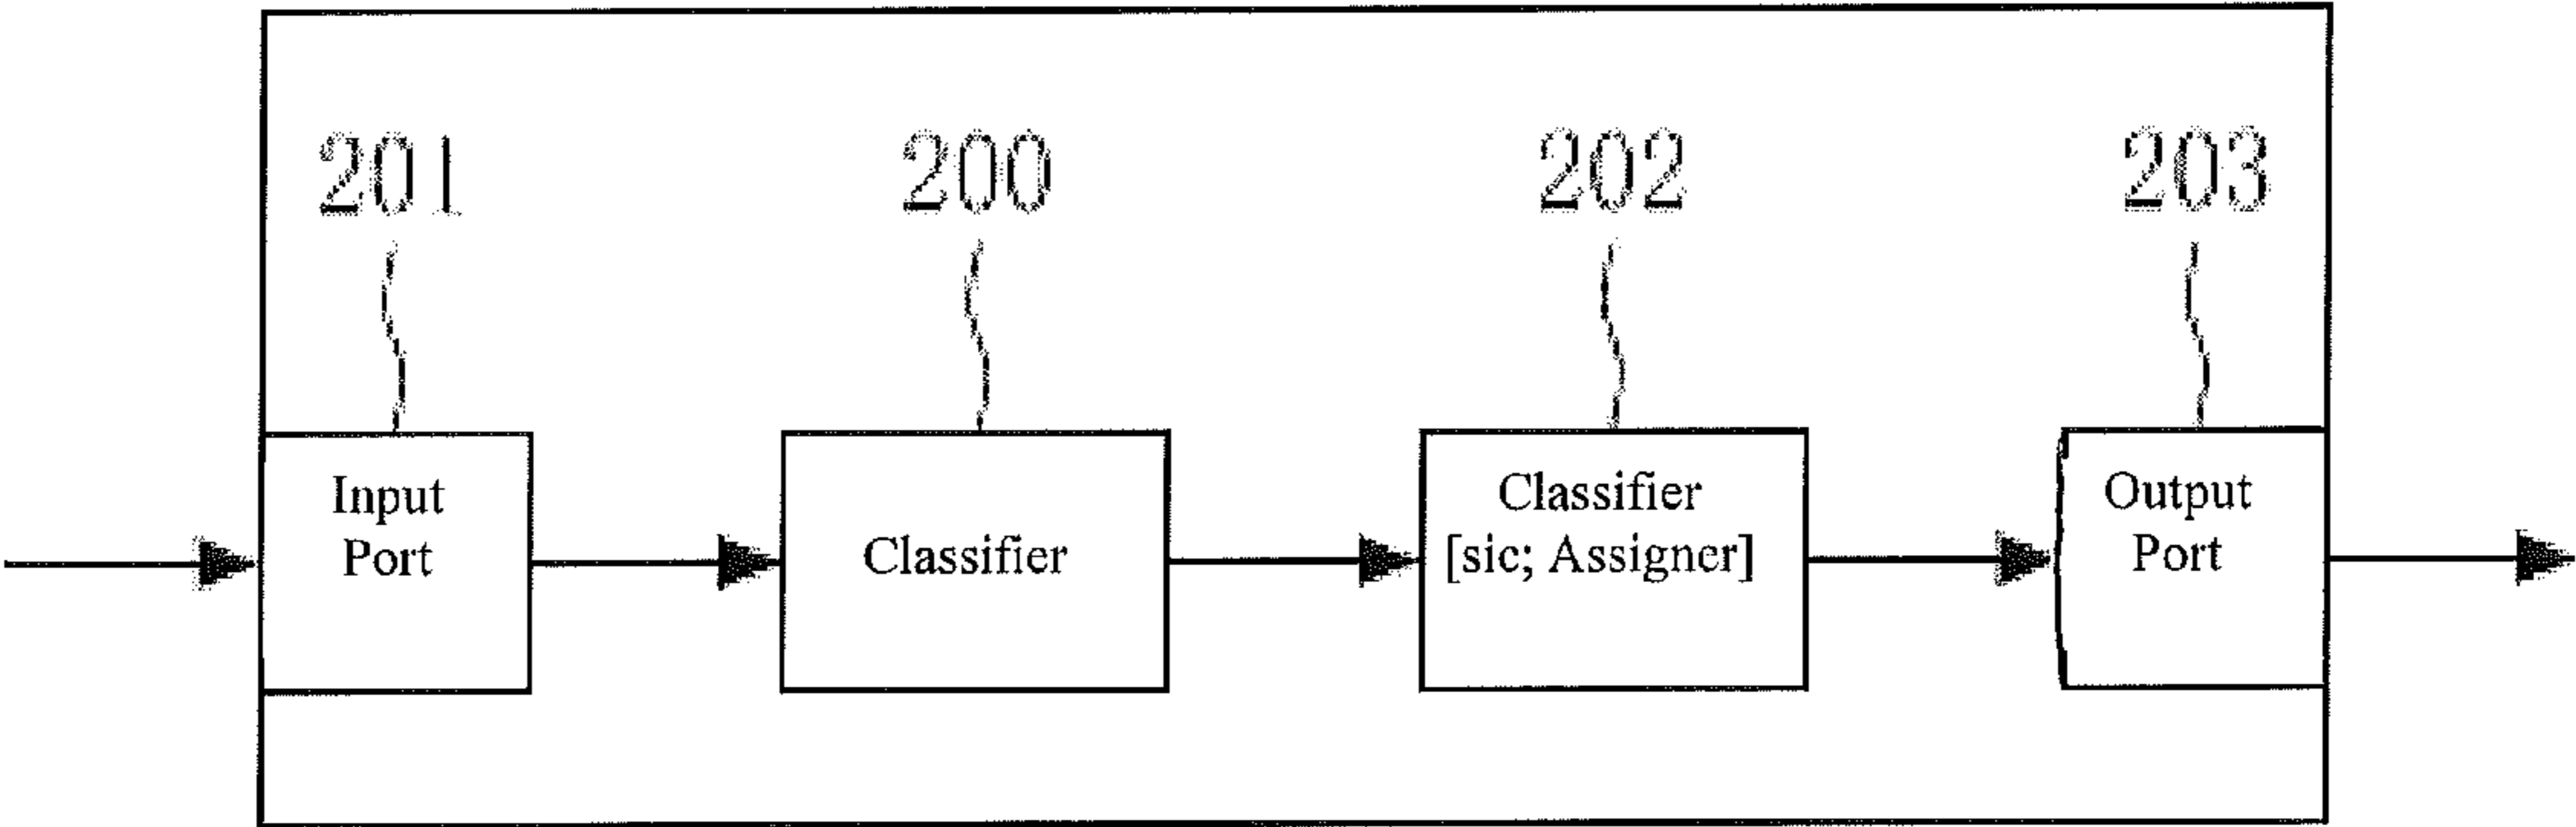 201
200
202
203
Input
Port
Classifier
Classifier
[sic; Assigner]
Output
Port